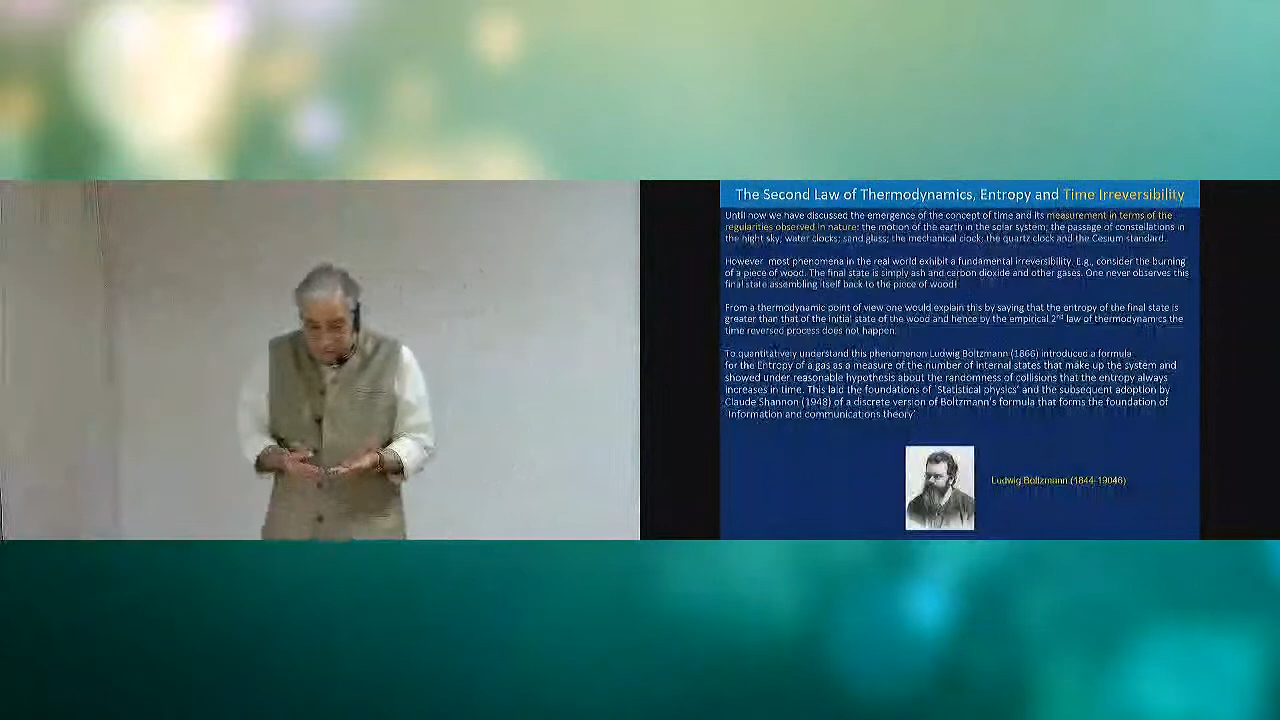 The Second Law of Thermodynamics, Entropy and Time Irreversibility
Until now we have discussed the emergence of the concept of time and its measurement in terms of the
regularities observed in nature: the motion of the earth in the solar system; the passage of constellations in
the night sky; water clocks; sand glass; the mechanical clock; the quartz clock and the Cesium standard.
However most phenomena in the real world exhibit a fundamental irreversibility. E.g., consider the burning
of a piece of wood. The final state is simply ash and carbon dioxide and other gases. One never observes this
final state assembling itself back to the piece of wood!
From a thermodynamic point of view one would explain this by saying that the entropy of the final state is
greater than that of the initial state of the wood and hence by the empirical 2nd law of thermodynamics the
time reversed process does not happen.
To quantitatively understand this phenomenon Ludwig Boltzmann (1866) introduced a formula
for the Entropy of a gas as a measure of the number of internal states that make up the system and
showed under reasonable hypothesis about the randomness of collisions that the entropy always
increases in time. This laid the foundations of 'Statistical physics' and the subsequent adoption by
Claude Shannon (1948) of a discrete version of Boltzmann's formula that forms the foundation of
'Information and communications theory'
Ludwig Boltzmann (1844-19046)